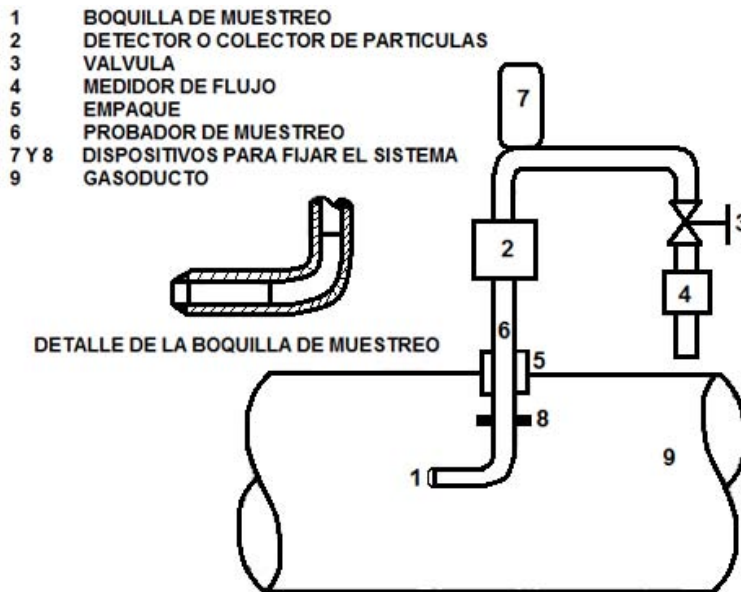 1 BOQUILLA DE MUESTREO
2 DETECTOR O COLECTOR DE PARTICULAS
3 VALVULA
4 MEDIDOR DE FLUJO
5 EMPAQUE
6 PROBADOR DE MUESTREO
7 Y 8 DISPOSITIVOS PARA FIJAR EL SISTEMA
9 GASODUCTO
7
3
2
4
DETALLE DE LA BOQUILLA DE MUESTREO
6
5
8
9
1